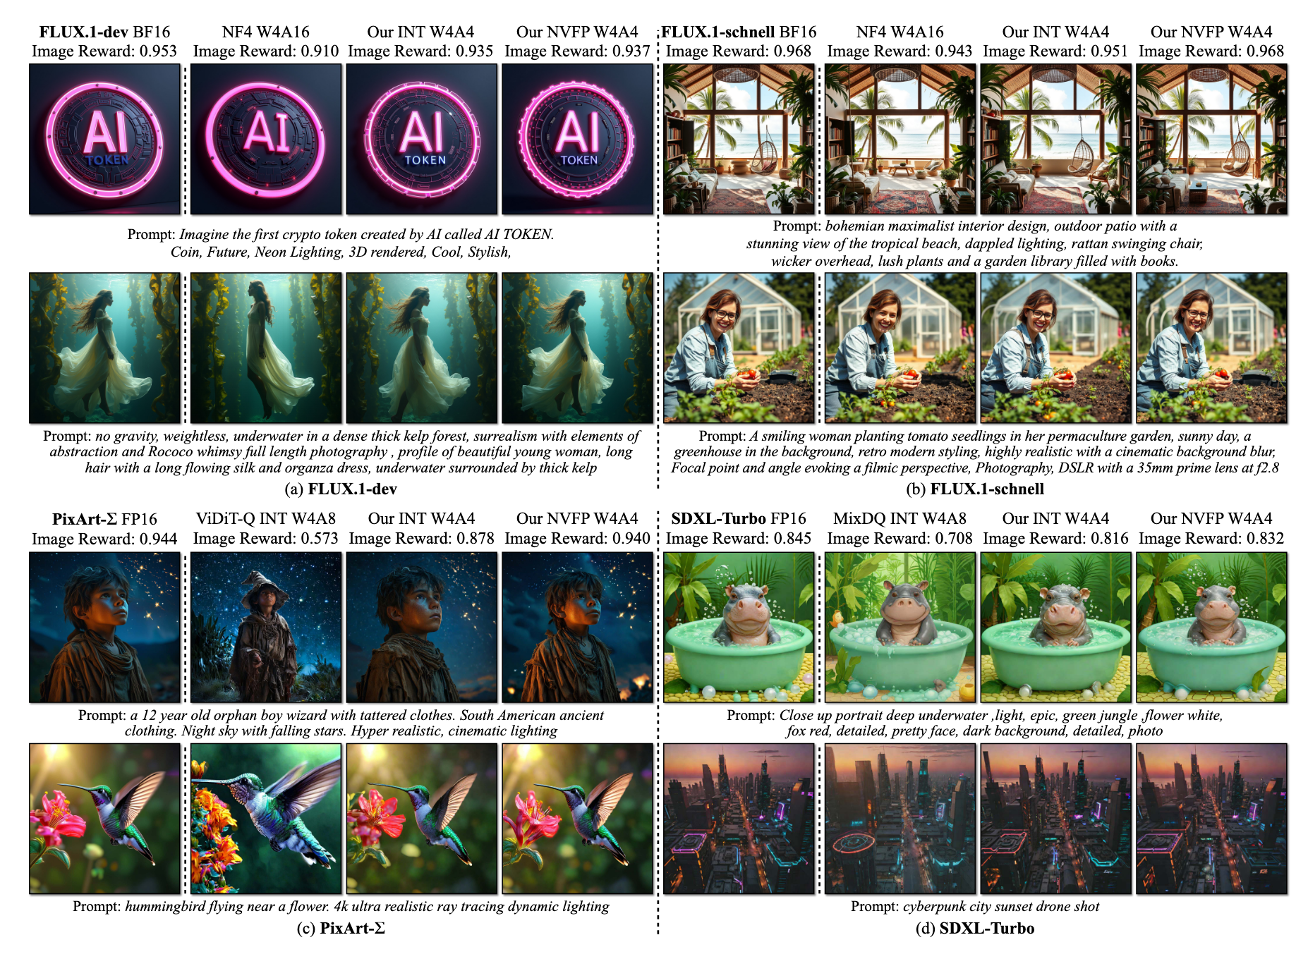 FLUX.1-dev BF16
Image Reward: 0.953
NF4 W4A16
Image Reward: 0.910
Our INT W4A4
Image Reward: 0.935
Our NVFP W4A4
Image Reward: 0.937
AI
TOKEN
AI
AI
TOKEN
AI
TOKEN
Prompt: Imagine the first crypto token created by AI called AI TOKEN.
Coin, Future, Neon Lighting, 3D rendered, Cool, Stylish,
Prompt: no gravity, weightless, underwater in a dense thick kelp forest, surrealism with elements of
abstraction and Rococo whimsy full length photography , profile of beautiful young woman, long
hair with a long flowing silk and organza dress, underwater surrounded by thick kelp
(a) FLUX.1-dev
FLUX.1-schnell BF16
Image Reward: 0.968
NF4 W4A16
Image Reward: 0.943
Our INT W4A4
Image Reward: 0.951
Our NVFP W4A4
Image Reward: 0.968
Prompt: bohemian maximalist interior design, outdoor patio with a
stunning view of the tropical beach, dappled lighting, rattan swinging chair,
wicker overhead, lush plants and a garden library filled with books.
Prompt: A smiling woman planting tomato seedlings in her permaculture garden, sunny day, a
greenhouse in the background, retro modern styling, highly realistic with a cinematic background blur,
Focal point and angle evoking a filmic perspective, Photography, DSLR with a 35mm prime lens at f2.8
(b) FLUX.1-schnell
PixArt-Σ FP16
Image Reward: 0.944
ViDiT-Q INT W4A8
Image Reward: 0.573
Our INT W4A4
Image Reward: 0.878
Our NVFP W4A4
Image Reward: 0.940
Prompt: a 12 year old orphan boy wizard with tattered clothes. South American ancient
clothing. Night sky with falling stars. Hyper realistic, cinematic lighting
Prompt: hummingbird flying near a flower. 4k ultra realistic ray tracing dynamic lighting
(c) PixArt-Σ
SDXL-Turbo FP16
Image Reward: 0.845
MixDQ INT W4A8
Image Reward: 0.708
Our INT W4A4
Image Reward: 0.816
Our NVFP W4A4
Image Reward: 0.832
Prompt: Close up portrait deep underwater ,light, epic, green jungle ,flower white,
fox red, detailed, pretty face, dark background, detailed, photo
Prompt: cyberpunk city sunset drone shot
(d) SDXL-Turbo